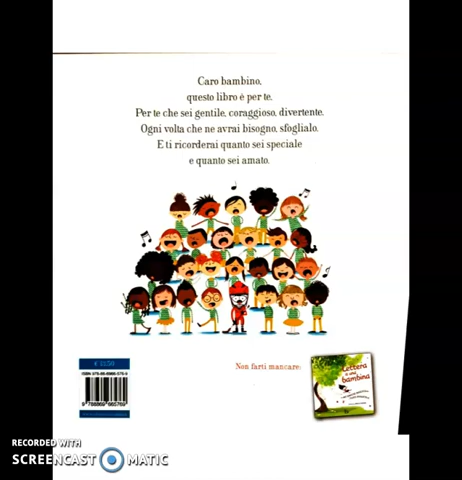 Caro bambino,
questo libro è per te.
Per te che sei gentile, coraggioso, divertente.
Ogni volta che ne avrai bisogno, sfoglialo.
E ti ricorderai quanto sei speciale
e quanto sei amato.
Non farti mancare:
Lettera
a una
bambina
RECORDED WITH
SCREENCAST MATIC